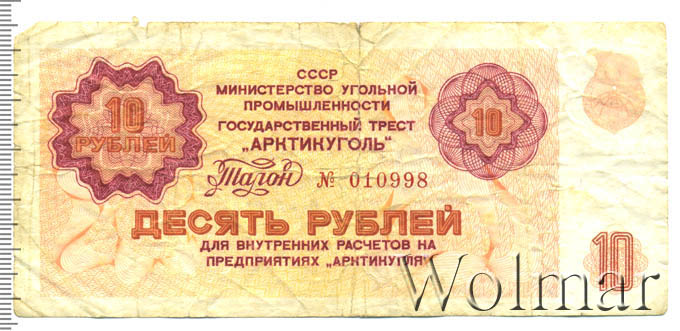 10
РУБЛЕЙ
СССР
МИНИСТЕРСТВО УГОЛЬНОЙ
ПРОМЫШЛЕННОСТИ
ГОСУДАРСТВЕННЫЙ ТРЕСТ
„АРКТИКУГОЛЬ"
10
Талон № 010998
ДЕСЯТЬ РУБЛЕЙ
ДЛЯ ВНУТРЕННИХ РАСЧЕТОВ НА
ПРЕДПРИЯТИЯХ „АРКТИКУГЛЯ"
10
Wolmar